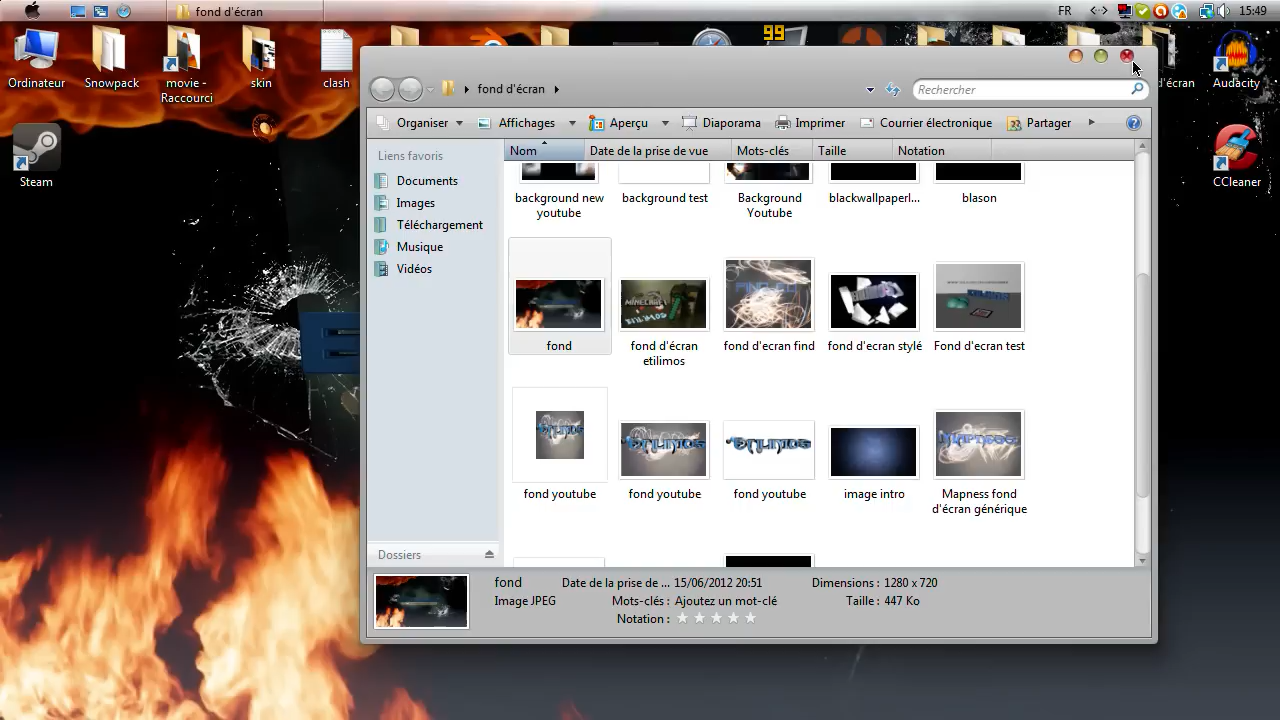 fond d'écran
FR
15:49
99
Ordinateur
Snowpack
movie -
Raccourci
skin
clash
d'écran
Audacity
Steam
CCleaner
fond d'écran
Rechercher
Organiser
Affichages
Aperçu
Diaporama
Imprimer
Courrier électronique
Partager
Liens favoris
Documents
Images
Téléchargement
Musique
Vidéos
Dossiers
Nom
Date de la prise de vue
Mots-clés
Taille
Notation
background new
youtube
background test
Background
Youtube
blackwallpaperl...
blason
fond
fond d'écran
etilimos
fond d'ecran find
fond d'ecran stylé
Fond d'ecran test
fond youtube
fond youtube
fond youtube
image intro
Mapness fond
d'écran générique
fond
Date de la prise de ... 15/06/2012 20:51
Dimensions : 1280 x 720
Image JPEG
Mots-clés : Ajoutez un mot-clé
Taille : 447 Ko
Notation :